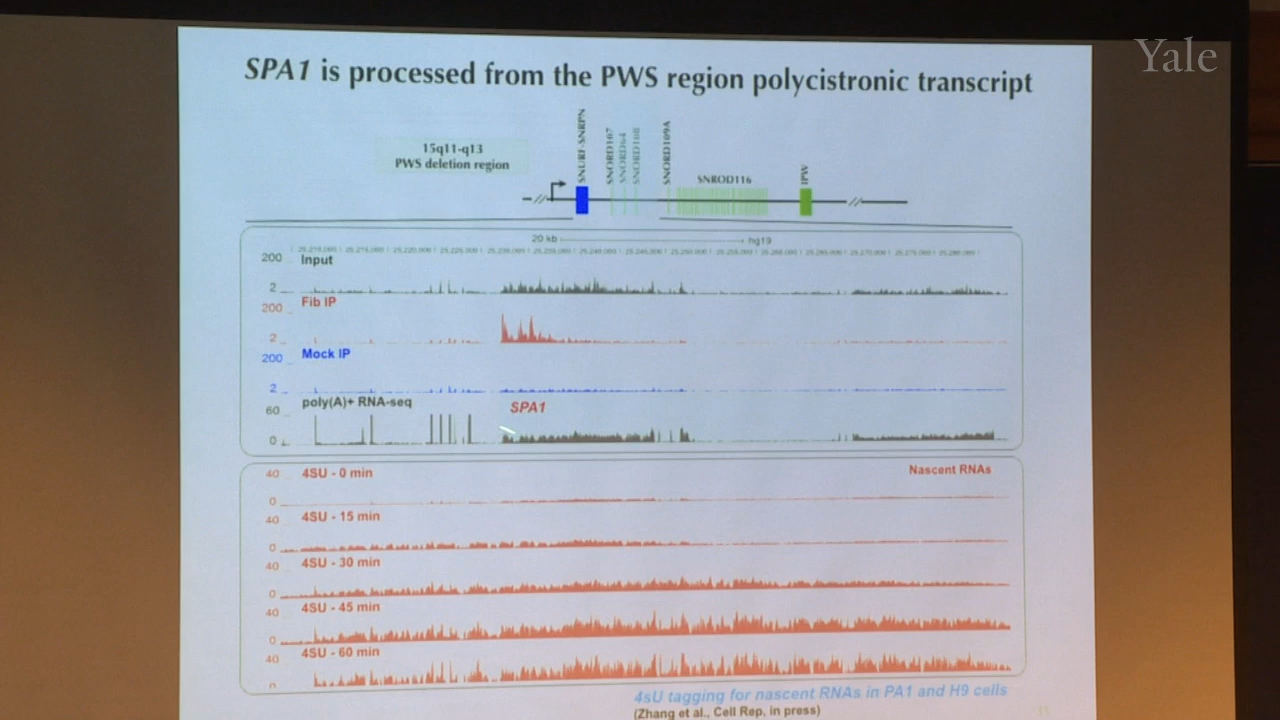 Yale
SPA1 is processed from the PWS region polycistronic transcript
15q11-q13
PWS deletion region
SNURF-SNRPN
SNORD107
SNORD64
SNORD108
SNORD109A
SNROD116
IPW
20 kb
hg19
200
Input
2
Fib IP
200
2
Mock IP
200
2
poly(A)+ RNA-seq
60
SPA1
0
40
4SU - 0 min
Nascent RNAs
0
4SU - 15 min
40
0
4SU - 30 min
40
0
4SU - 45 min
40
0
4SU - 60 min
40
4sU tagging for nascent RNAs in PA1 and H9 cells
(Zhang et al., Cell Rep, in press)